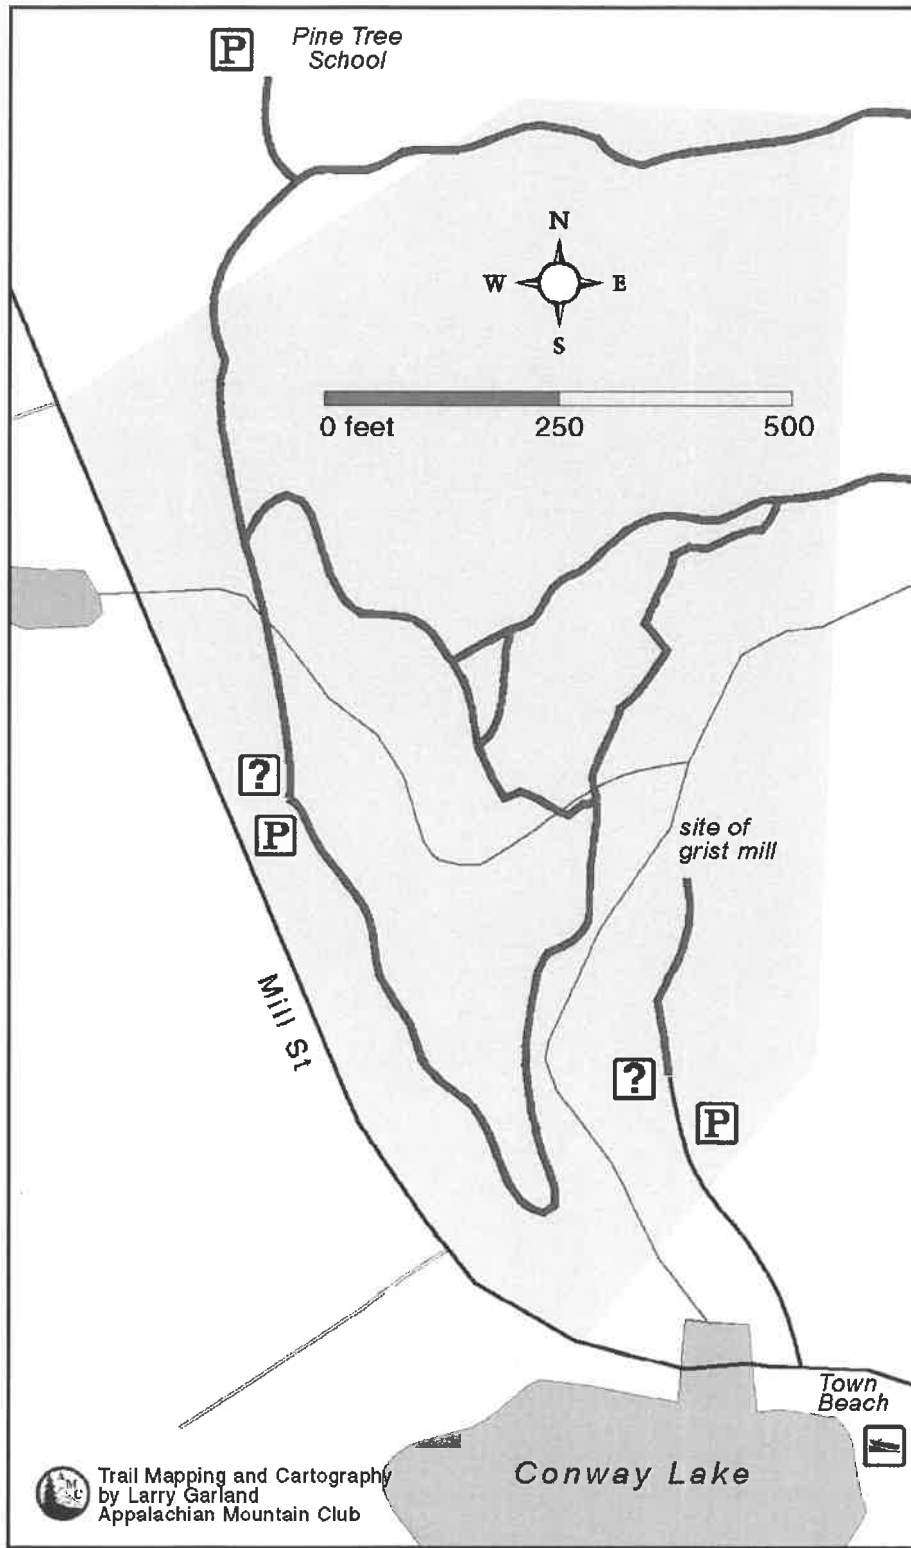 P
Pine Tree
School
N
W E
S
0 feet 250 500
?
P
site of
grist mill
Mill St
?
P
Town
Beach
Conway Lake
AMC
Trail Mapping and Cartography
by Larry Garland
Appalachian Mountain Club